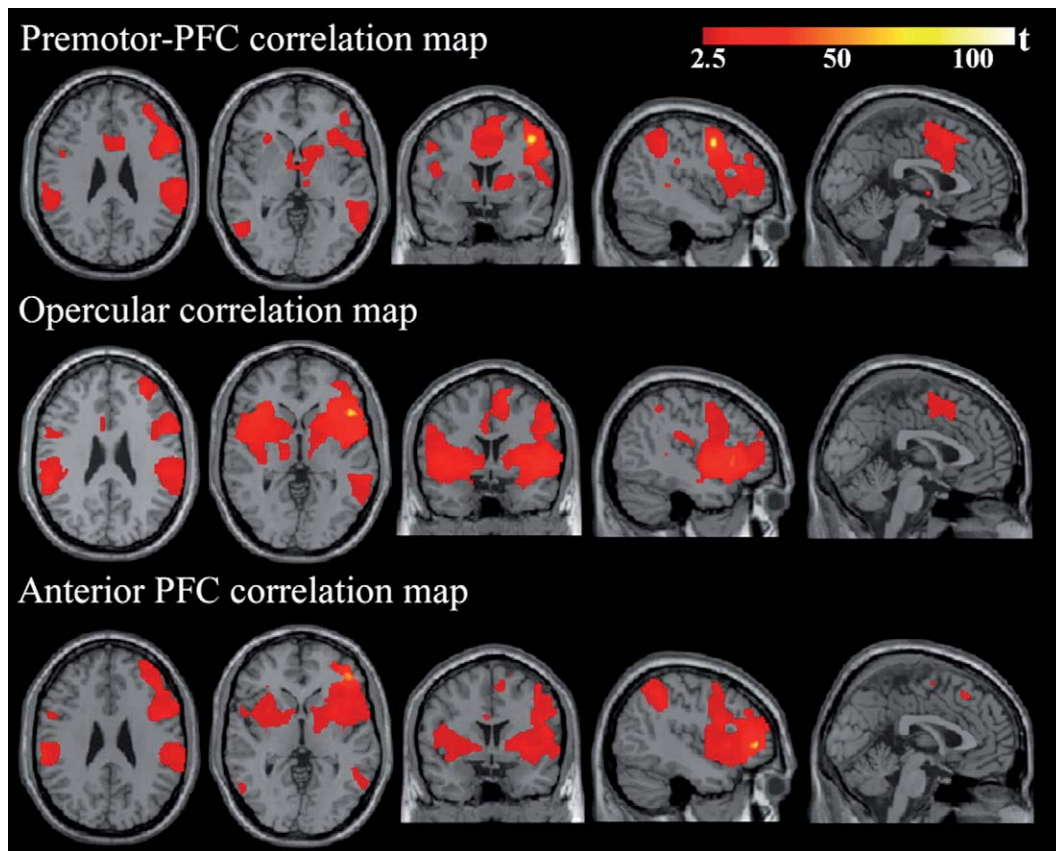 Premotor-PFC correlation map
t
2.5 50 100
Opercular correlation map
Anterior PFC correlation map